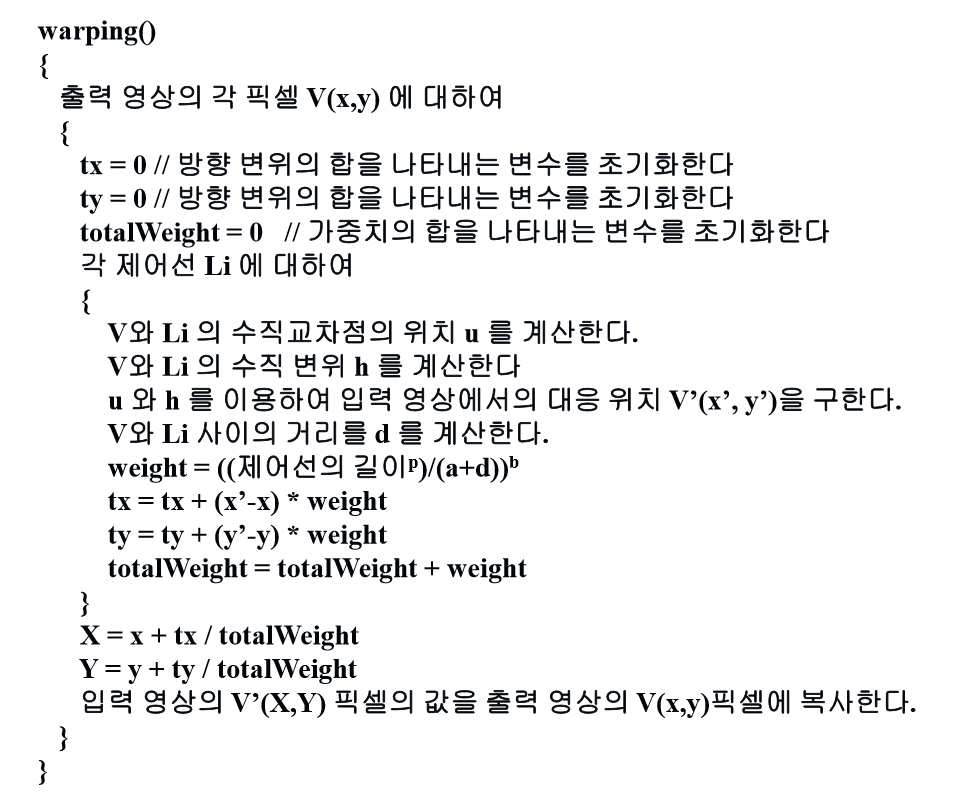 warping()
{
출력 영상의 각 픽셀 V(x,y) 에 대하여
{
tx = 0 // 방향 변위의 합을 나타내는 변수를 초기화한다
ty = 0 // 방향 변위의 합을 나타내는 변수를 초기화한다
totalWeight = 0 // 가중치의 합을 나타내는 변수를 초기화한다
각 제어선 Li 에 대하여
{
V와 Li 의 수직교차점의 위치 u 를 계산한다.
V와 Li 의 수직 변위 h 를 계산한다
u 와 h 를 이용하여 입력 영상에서의 대응 위치 V’(x’, y’)을 구한다.
V와 Li 사이의 거리를 d 를 계산한다.
weight = ((제어선의 길이ᵖ)/(a+d))ᵇ
tx = tx + (x’-x) * weight
ty = ty + (y’-y) * weight
totalWeight = totalWeight + weight
}
X = x + tx / totalWeight
Y = y + ty / totalWeight
입력 영상의 V’(X,Y) 픽셀의 값을 출력 영상의 V(x,y)픽셀에 복사한다.
}
}